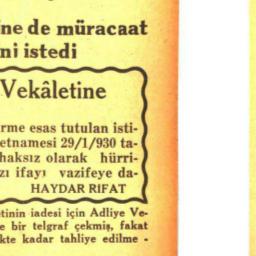 ine de müracaat
ni istedi
Vekâletine
rme esas tutulan isti-
etnamesi 29/1/930 ta-
haksız olarak hürri-
zı ifayı vazifeye da-
HAYDAR RIFAT
tinin iadesi için Adliye Ve-
e bir telgraf çekmiş, fakat
kte kadar tahliye edilme -